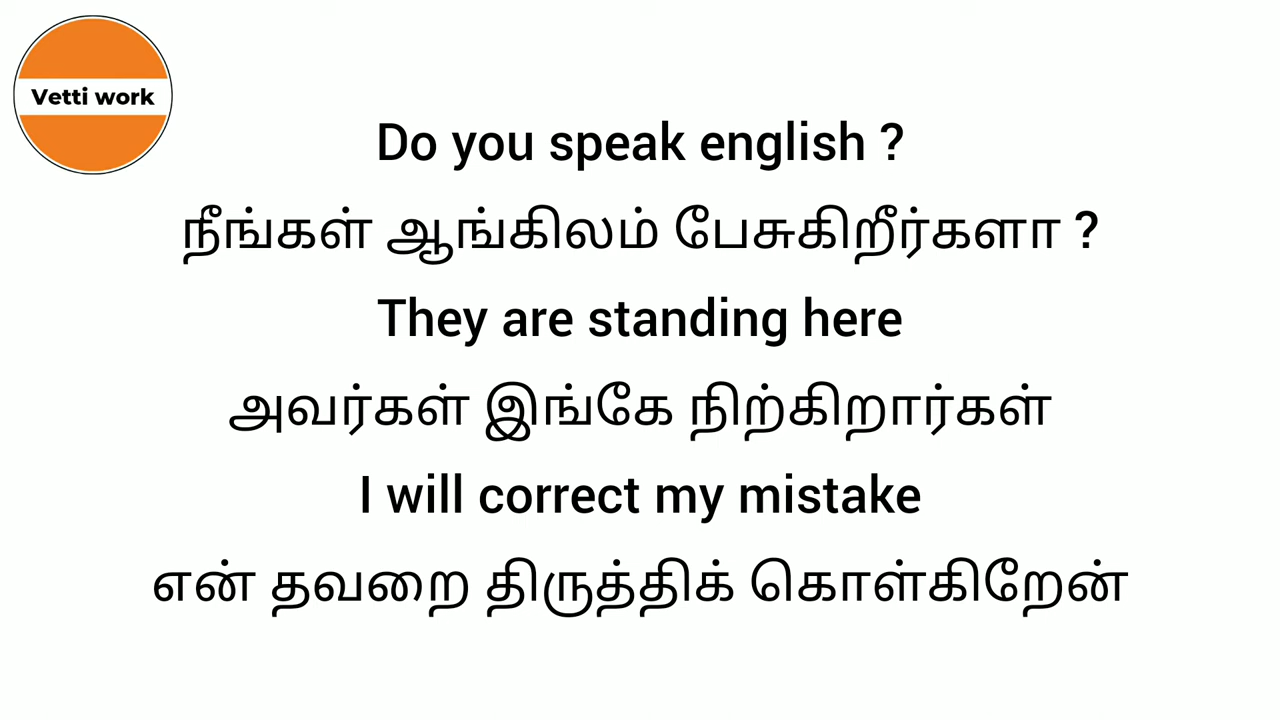 Vetti work
Do you speak english ?
நீங்கள் ஆங்கிலம் பேசுகிறீர்களா ?
They are standing here
அவர்கள் இங்கே நிற்கிறார்கள்
I will correct my mistake
என் தவறை திருத்திக் கொள்கிறேன்